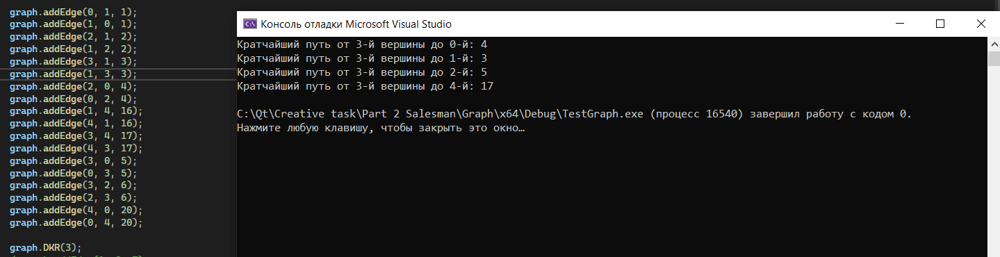 graph.addEdge(0, 1, 1);
graph.addEdge(1, 0, 1);
graph.addEdge(2, 1, 2);
graph.addEdge(1, 2, 2);
graph.addEdge(3, 1, 3);
graph.addEdge(1, 3, 3);
graph.addEdge(2, 0, 4);
graph.addEdge(0, 2, 4);
graph.addEdge(1, 4, 16);
graph.addEdge(4, 1, 16);
graph.addEdge(3, 4, 17);
graph.addEdge(4, 3, 17);
graph.addEdge(3, 0, 5);
graph.addEdge(0, 3, 5);
graph.addEdge(3, 2, 6);
graph.addEdge(2, 3, 6);
graph.addEdge(4, 0, 20);
graph.addEdge(0, 4, 20);
graph.DKR(3);
C:\ Консоль отладки Microsoft Visual Studio
Кратчайший путь от 3-й вершины до 0-й: 4
Кратчайший путь от 3-й вершины до 1-й: 3
Кратчайший путь от 3-й вершины до 2-й: 5
Кратчайший путь от 3-й вершины до 4-й: 17
C:\Qt\Creative task\Part 2 Salesman\Graph\x64\Debug\TestGraph.exe (процесс 16540) завершил работу с кодом 0.
Нажмите любую клавишу, чтобы закрыть это окно…